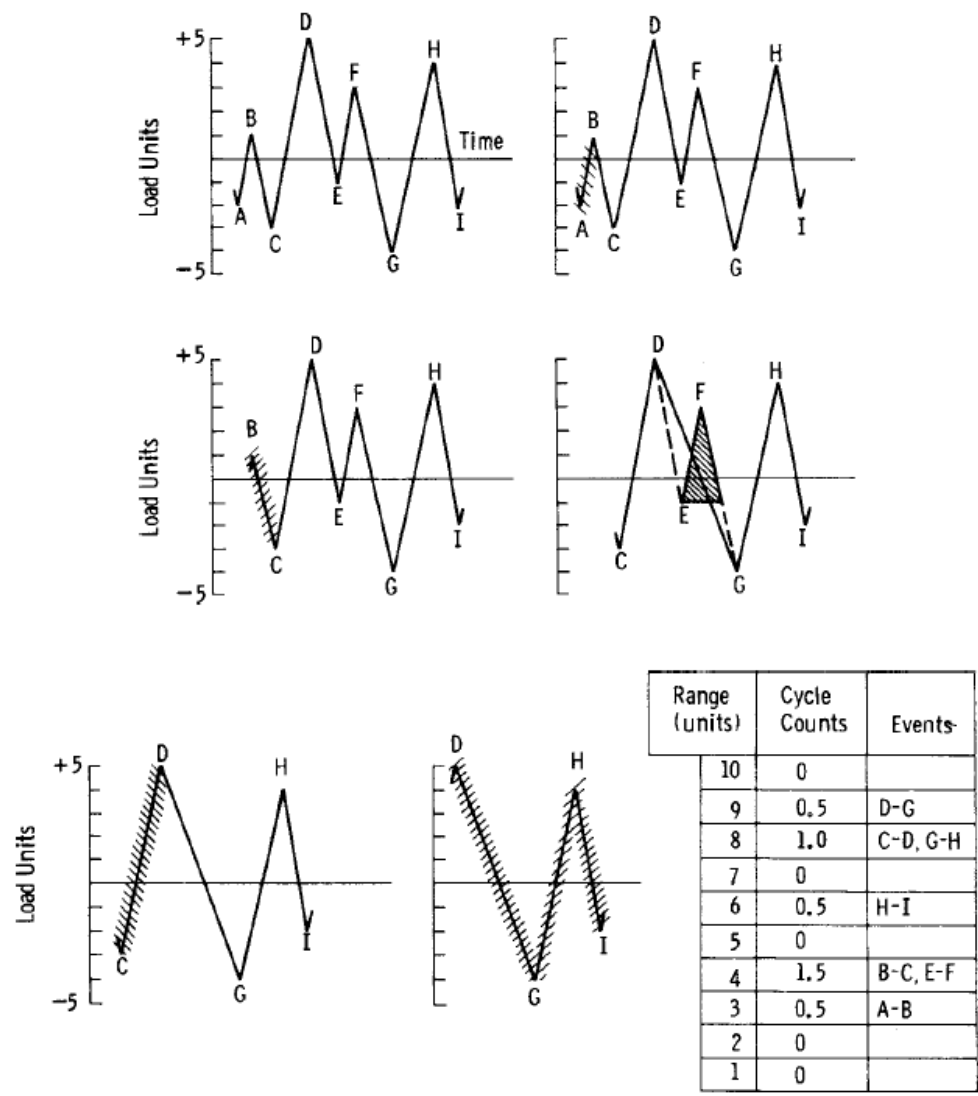 +5
Load Units
-5
A
B
C
D
E
F
G
H
I
Time
A
B
C
D
E
F
G
H
I
+5
Load Units
-5
B
C
D
E
F
G
H
I
C
D
E
F
G
H
I
+5
Load Units
-5
C
D
G
H
I
D
G
H
I
Range (units) Cycle Counts Events
10 0
9 0.5 D-G
8 1.0 C-D, G-H
7 0
6 0.5 H-I
5 0
4 1.5 B-C, E-F
3 0.5 A-B
2 0
1 0